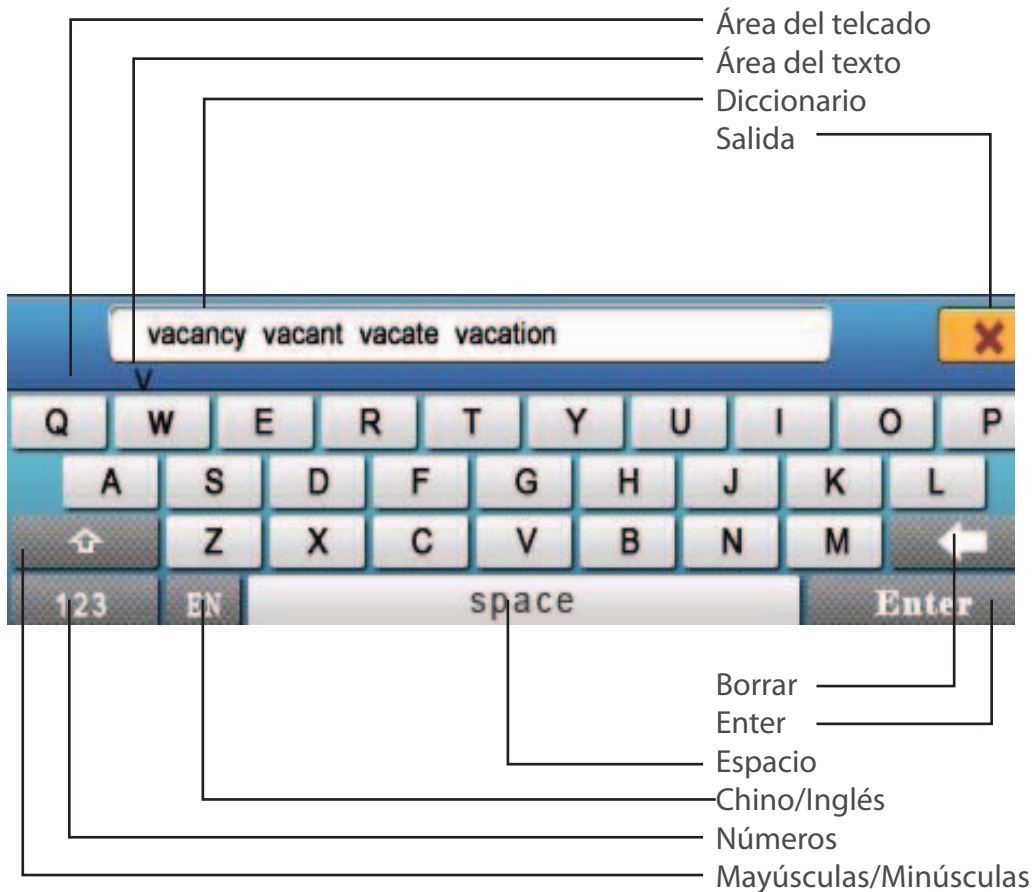 Área del telcado
Área del texto
Diccionario
Salida
vacancy vacant vacate vacation
V
Q W E R T Y U I O P
A S D F G H J K L
Z X C V B N M
123 EN space Enter
Borrar
Enter
Espacio
Chino/Inglés
Números
Mayúsculas/Minúsculas